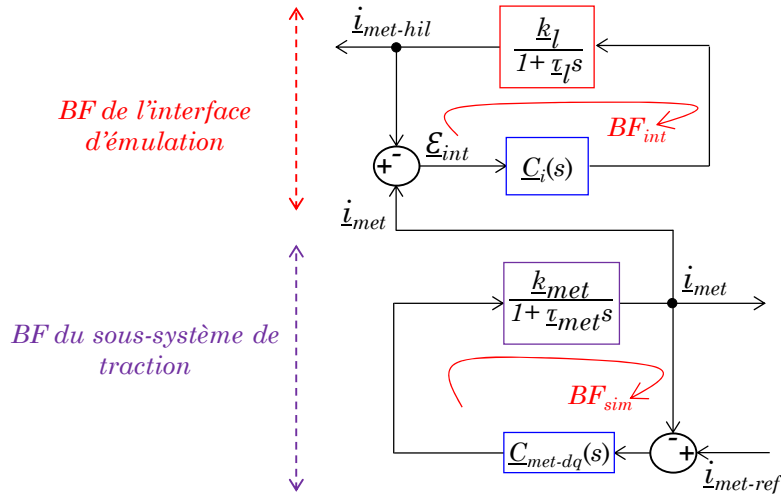 i_met-hil
k_l
1+ τ_l s
BF de l'interface
d'émulation
BF_int
+
-
ε_int
C_i(s)
i_met
k_met
1+ τ_met s
i_met
BF du sous-système de
traction
BF_sim
C_met-dq(s)
-
+
i_met-ref